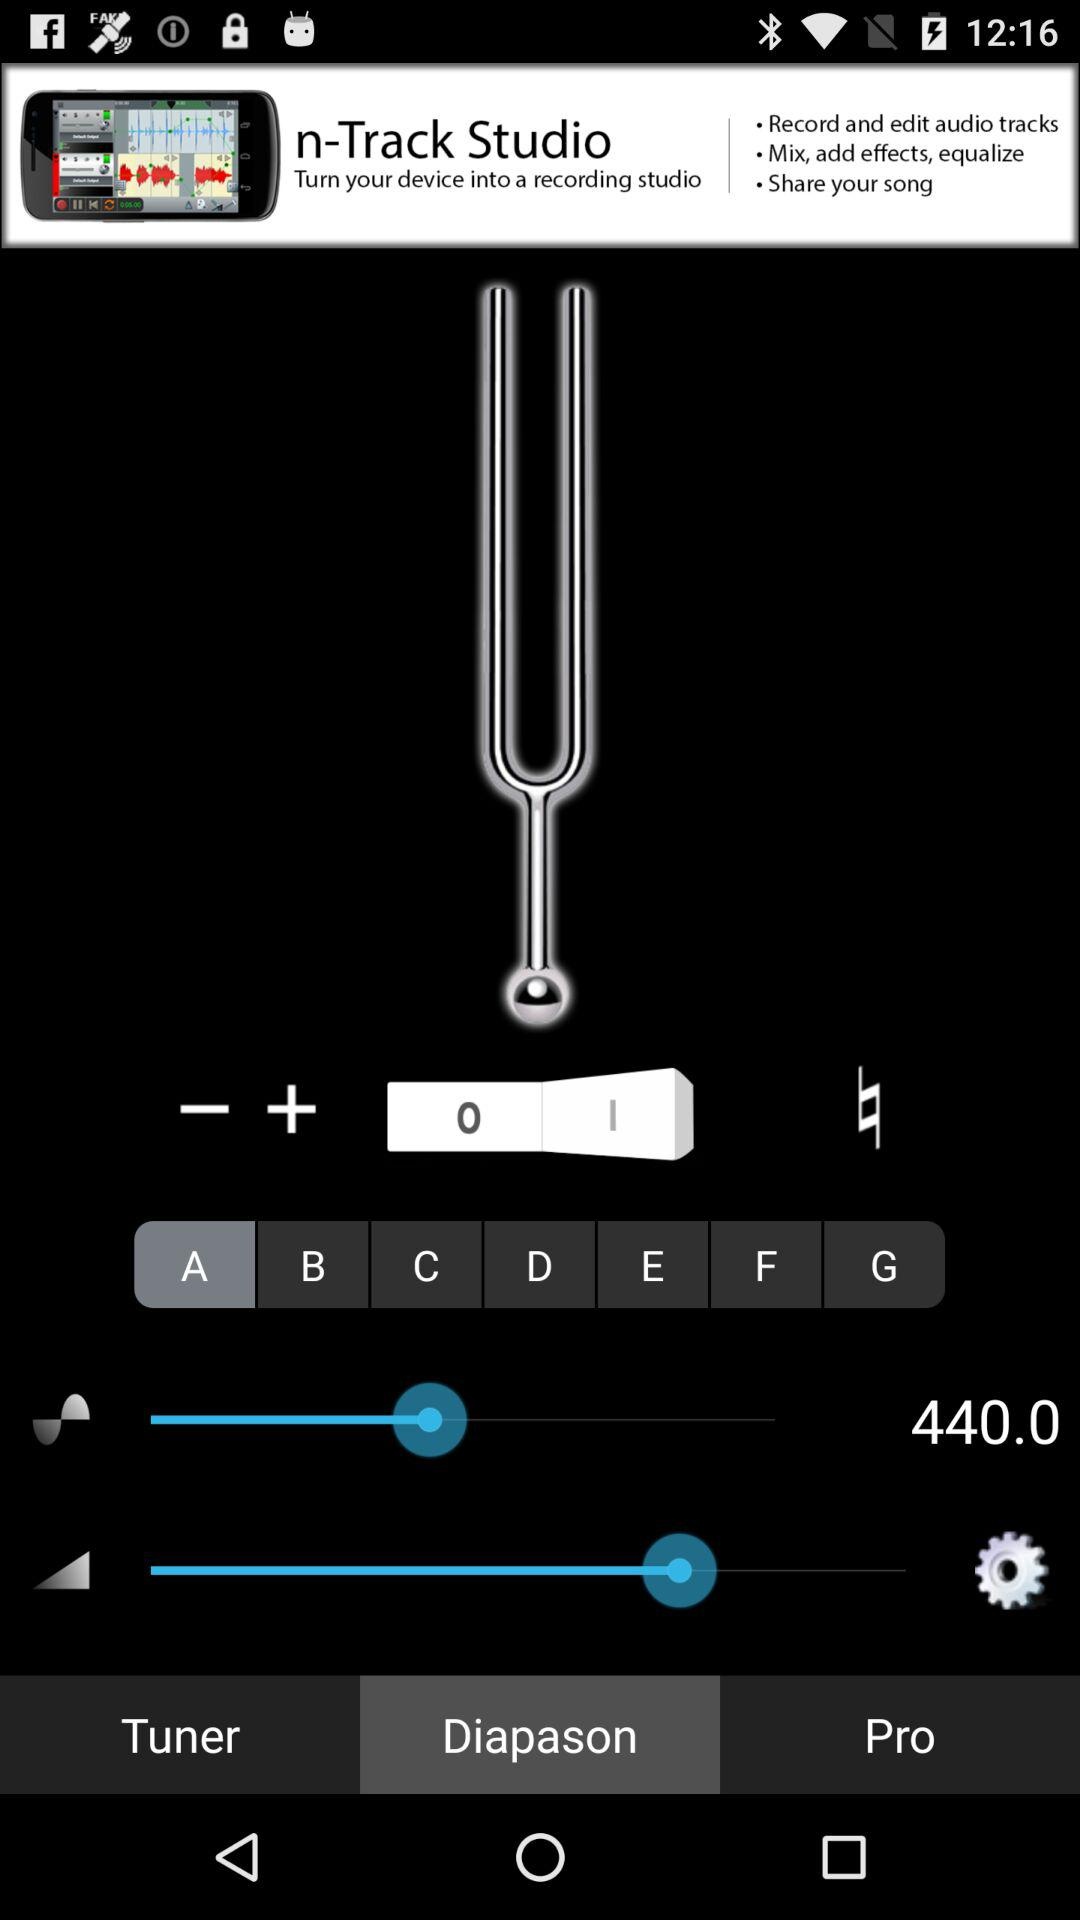 FAKE
12:16
n-Track Studio
Turn your device into a recording studio
• Record and edit audio tracks
• Mix, add effects, equalize
• Share your song
0 I
A B C D E F G
440.0
Tuner Diapason Pro